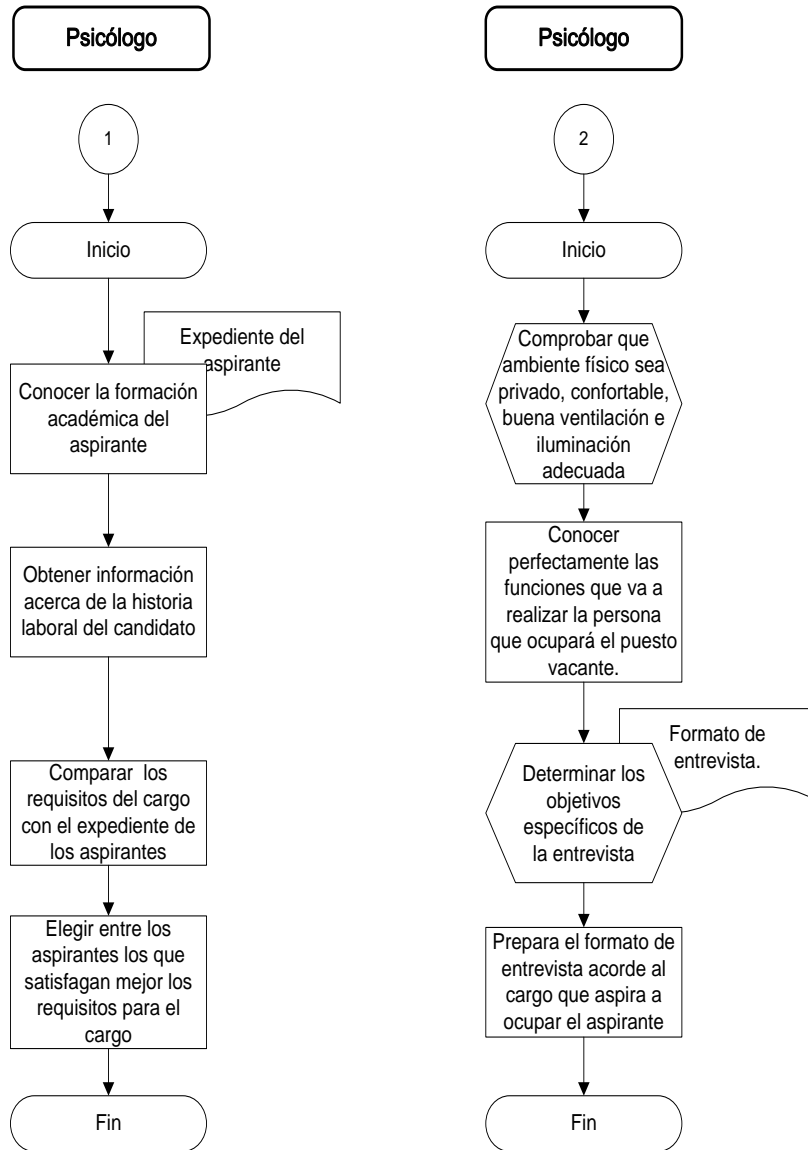 Psicólogo
1
Inicio
Expediente del
aspirante
Conocer la formación
académica del
aspirante
Obtener información
acerca de la historia
laboral del candidato
Comparar los
requisitos del cargo
con el expediente de
los aspirantes
Elegir entre los
aspirantes los que
satisfagan mejor los
requisitos para el
cargo
Fin
Psicólogo
2
Inicio
Comprobar que
ambiente físico sea
privado, confortable,
buena ventilación e
iluminación
adecuada
Conocer
perfectamente las
funciones que va a
realizar la persona
que ocupará el puesto
vacante.
Formato de
entrevista.
Determinar los
objetivos
específicos de
la entrevista
Prepara el formato de
entrevista acorde al
cargo que aspira a
ocupar el aspirante
Fin